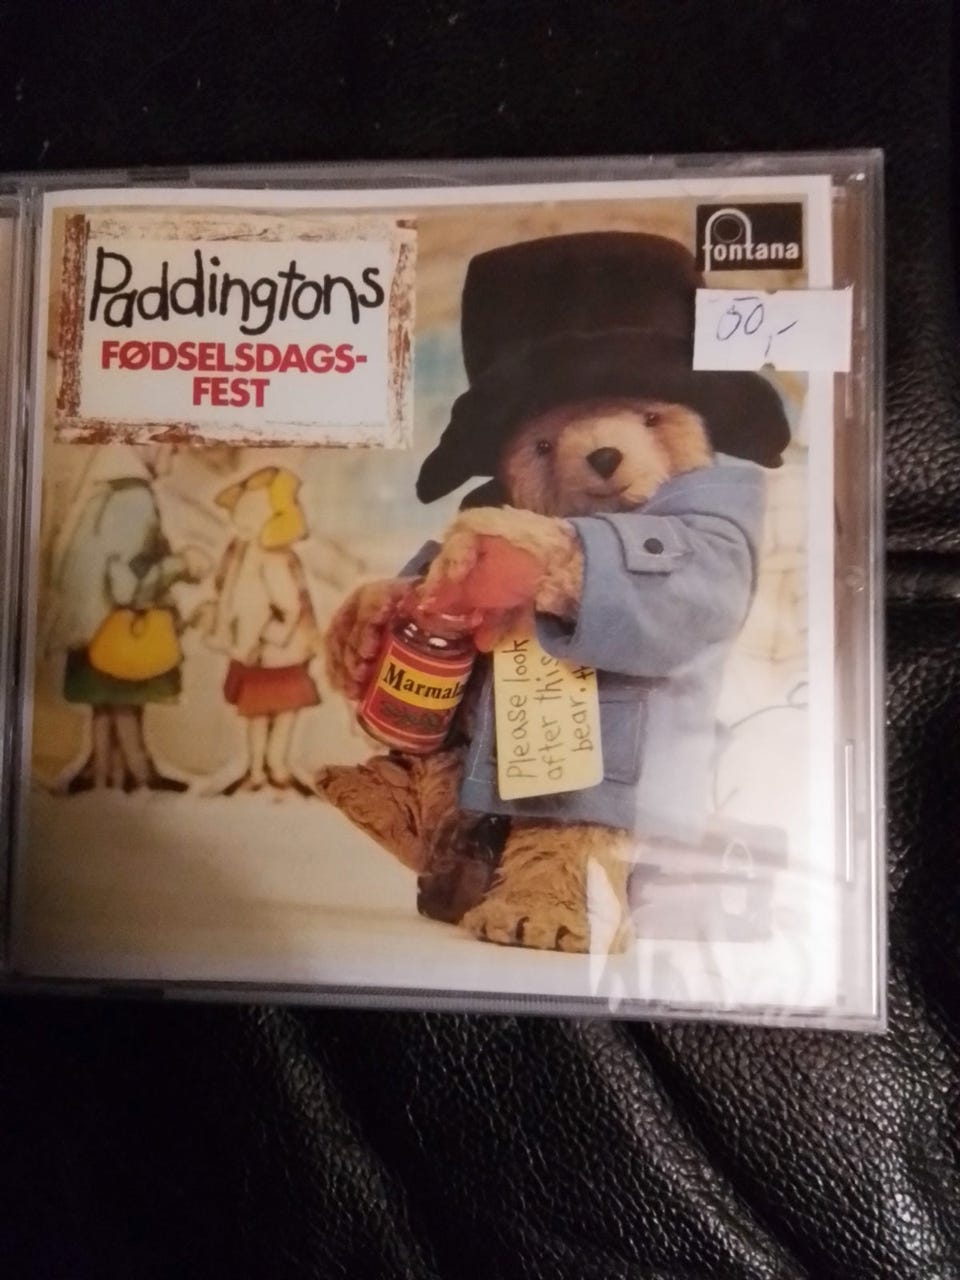 Paddingtons
FØDSELSDAGS-
FEST
fontana
50,-
Marmala
Please look
after this
bear.